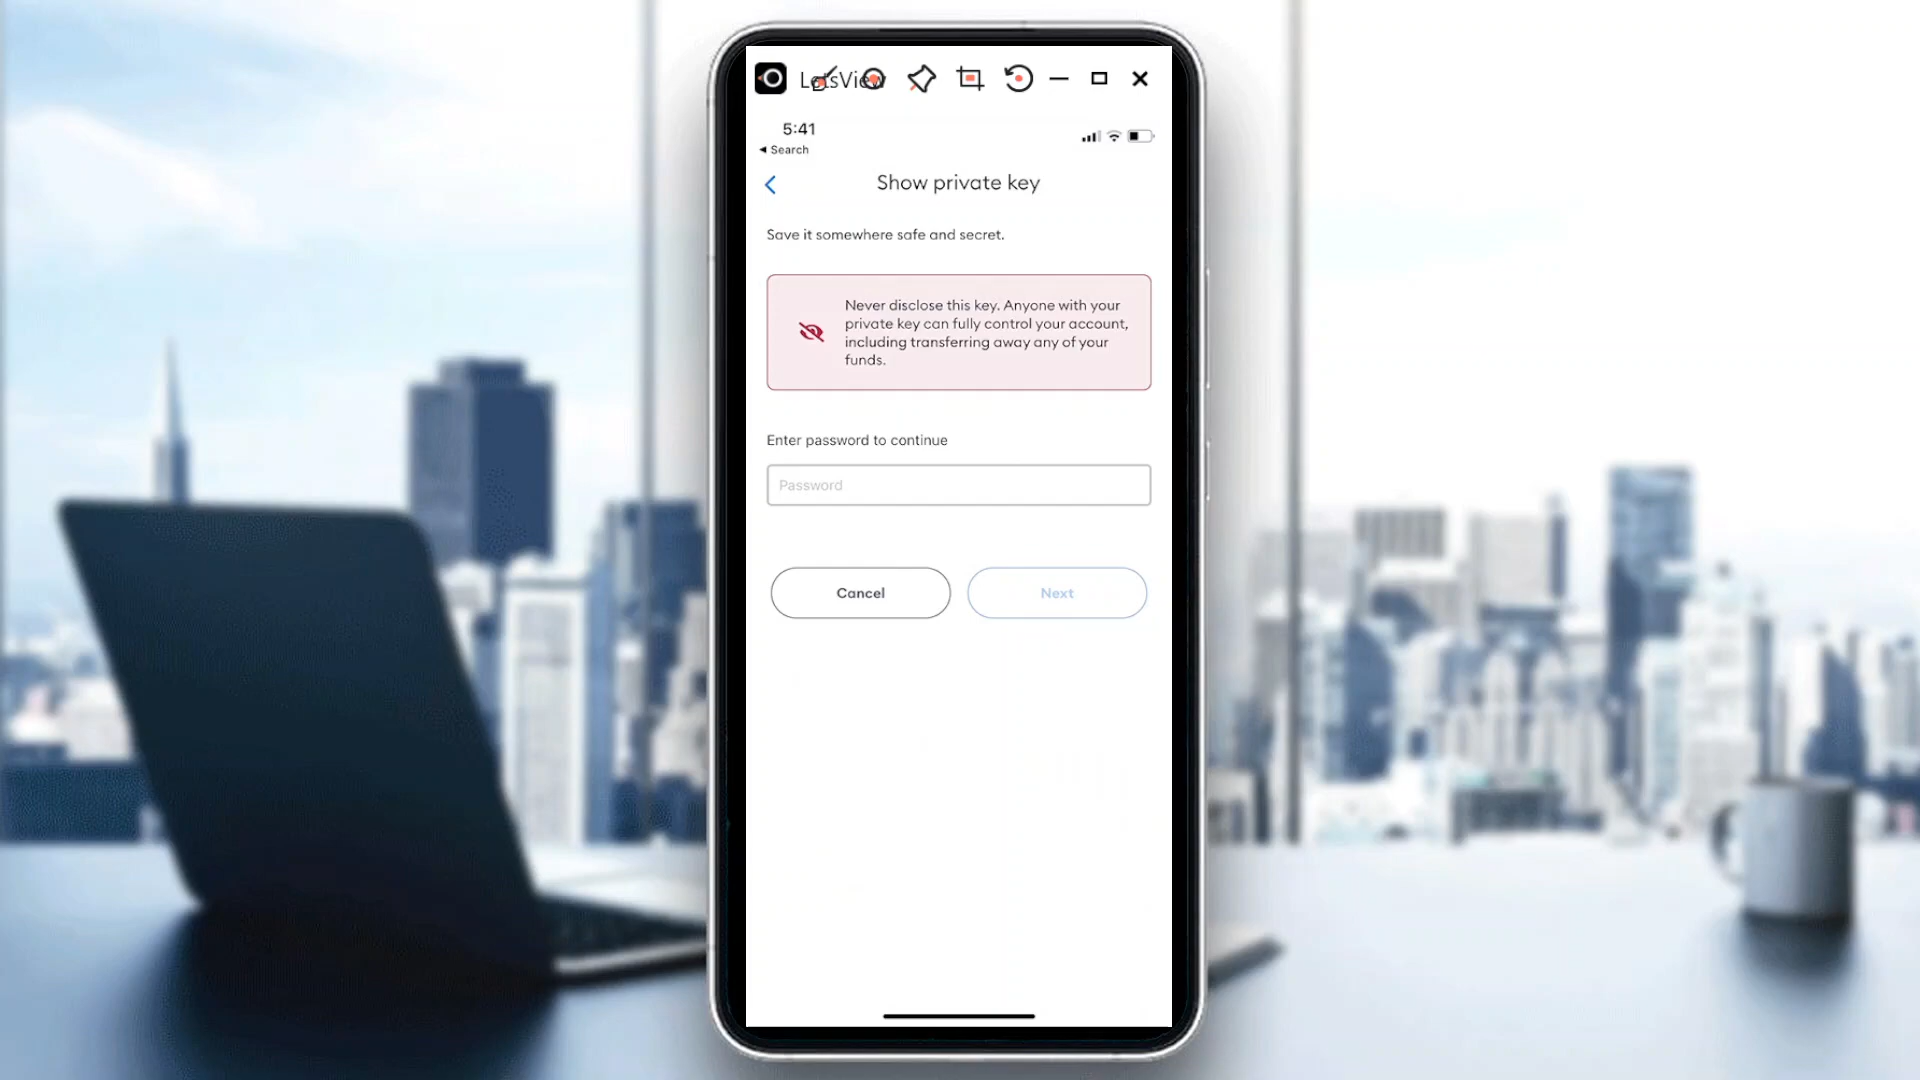 LetsView
5:41
Search
Show private key
Save it somewhere safe and secret.
Never disclose this key. Anyone with your
private key can fully control your account,
including transferring away any of your
funds.
Enter password to continue
Password
Cancel
Next